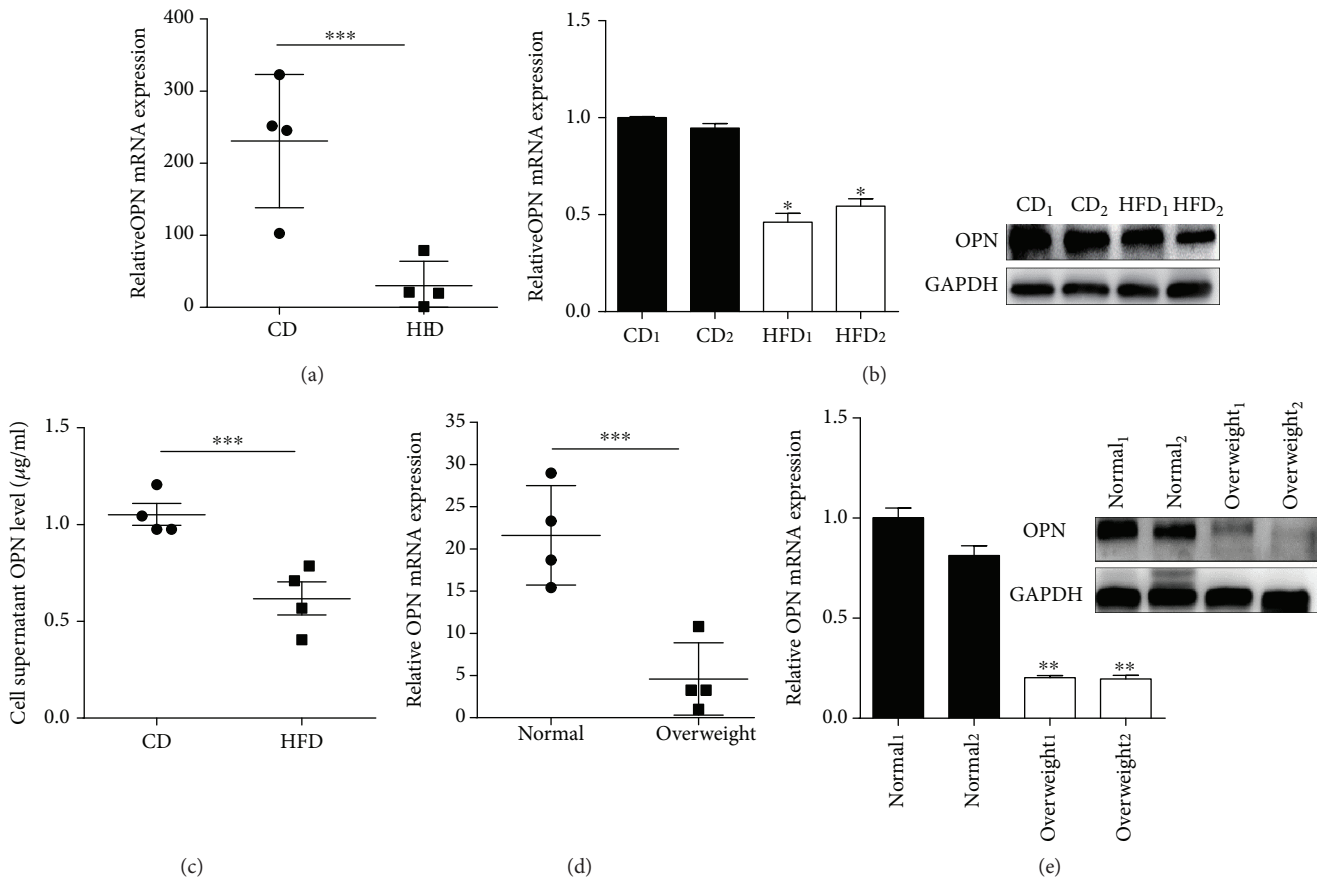 RelativeOPN mRNA expression
400
300
200
100
0
***
CD
HFD
(a)
RelativeOPN mRNA expression
1.5
1.0
0.5
0.0
*
*
CD1
CD2
HFD1
HFD2
CD1 CD2 HFD1 HFD2
OPN
GAPDH
(b)
Cell supernatant OPN level (μg/ml)
1.5
1.0
0.5
0.0
***
CD
HFD
(c)
Relative OPN mRNA expression
35
30
25
20
15
10
5
0
***
Normal
Overweight
(d)
Relative OPN mRNA expression
1.5
1.0
0.5
0.0
**
**
Normal1
Normal2
Overweight1
Overweight2
Normal1
Normal2
Overweight1
Overweight2
OPN
GAPDH
(e)